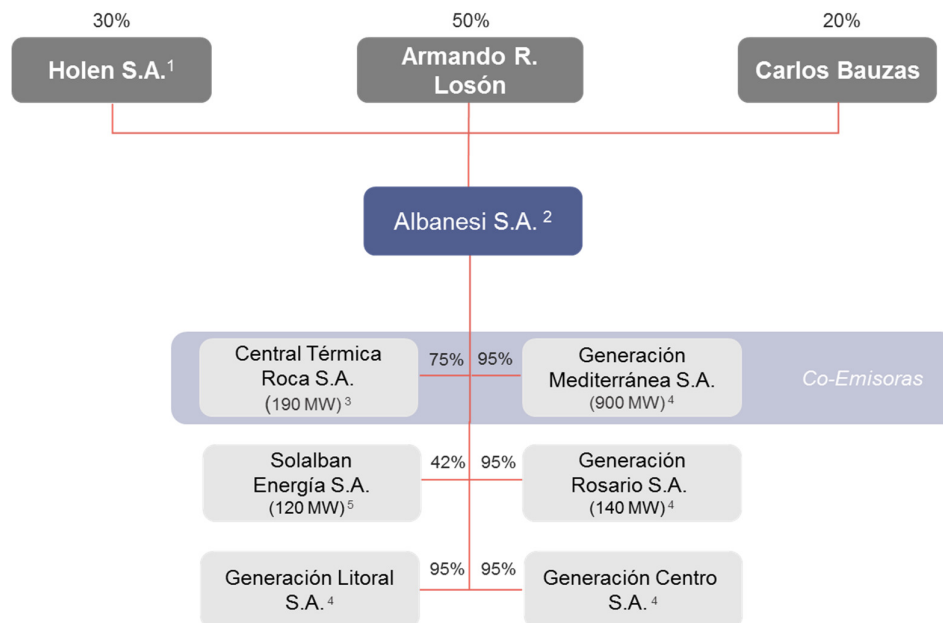 30%
50%
20%
Holen S.A.¹
Armando R.
Losón
Carlos Bauzas
Albanesi S.A. ²
Central Térmica
Roca S.A.
(190 MW) ³
75%
95%
Generación
Mediterránea S.A.
(900 MW) ⁴
Co-Emisoras
Solalban
Energía S.A.
(120 MW) ⁵
42%
95%
Generación
Rosario S.A.
(140 MW) ⁴
Generación Litoral
S.A. ⁴
95%
95%
Generación Centro
S.A. ⁴